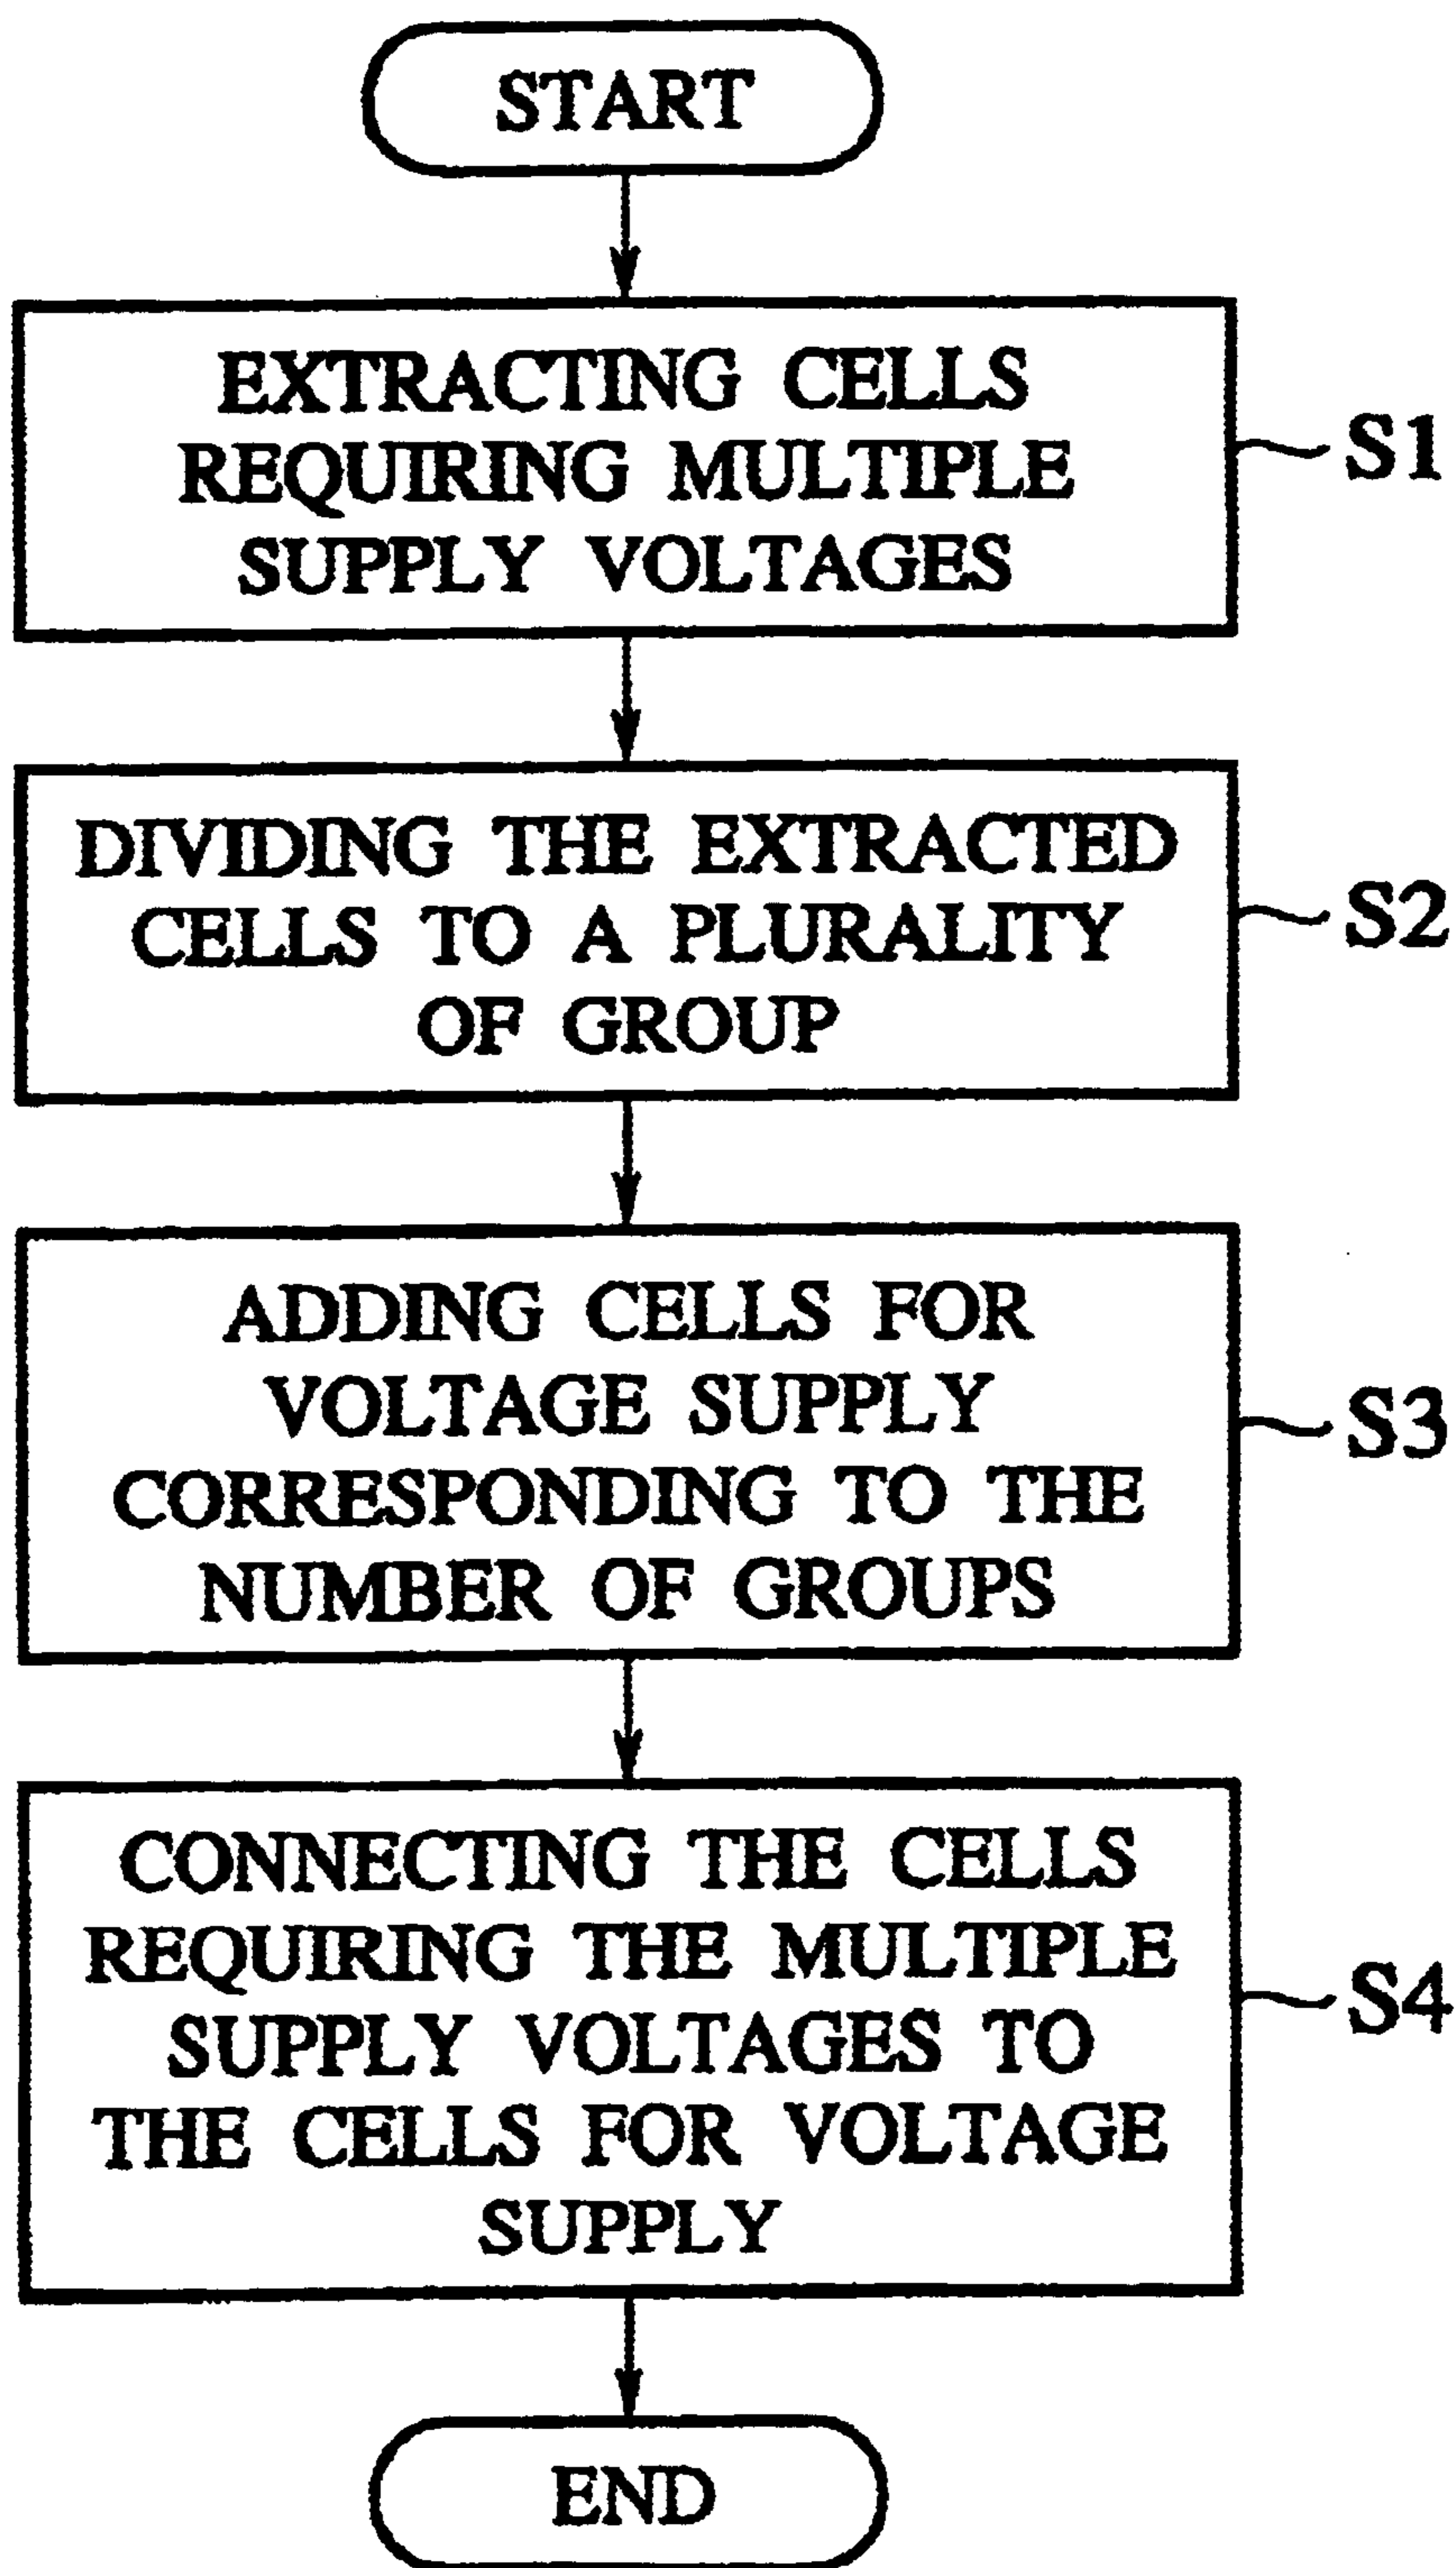 START
EXTRACTING CELLS
REQUIRING MULTIPLE
SUPPLY VOLTAGES
S1
DIVIDING THE EXTRACTED
CELLS TO A PLURALITY
OF GROUP
S2
ADDING CELLS FOR
VOLTAGE SUPPLY
CORRESPONDING TO THE
NUMBER OF GROUPS
S3
CONNECTING THE CELLS
REQUIRING THE MULTIPLE
SUPPLY VOLTAGES TO
THE CELLS FOR VOLTAGE
SUPPLY
S4
END